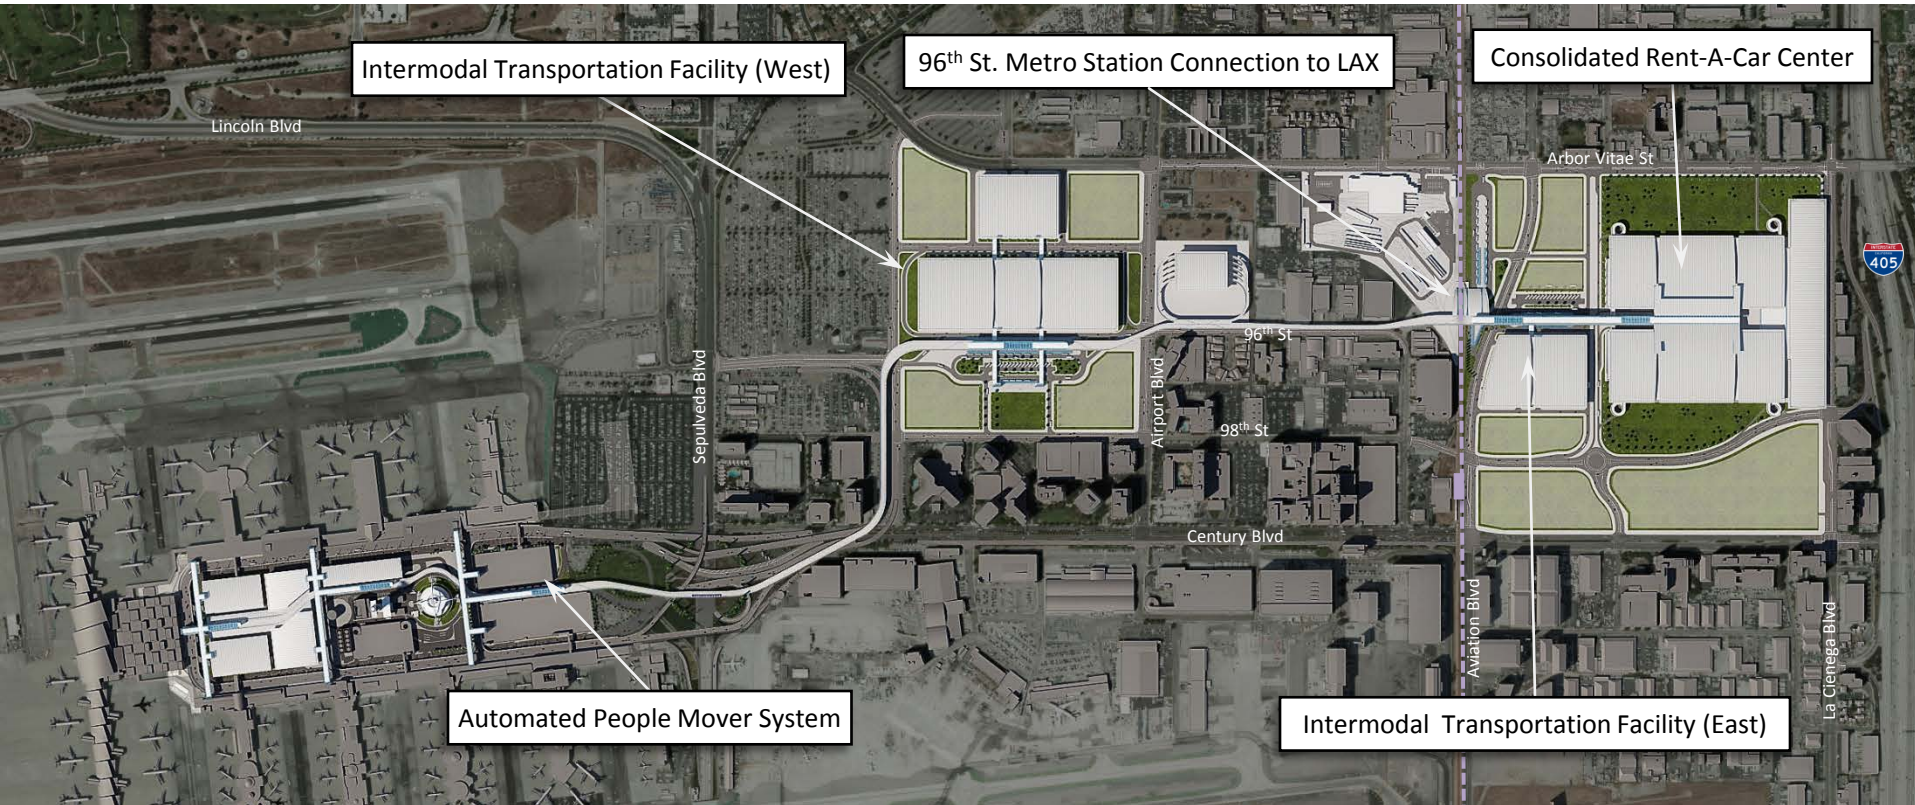 Intermodal Transportation Facility (West)
96th St. Metro Station Connection to LAX
Consolidated Rent-A-Car Center
Lincoln Blvd
Arbor Vitae St
INTERSTATE
405
96th St
Sepulveda Blvd
Airport Blvd
98th St
Century Blvd
Aviation Blvd
La Cienega Blvd
Automated People Mover System
Intermodal Transportation Facility (East)